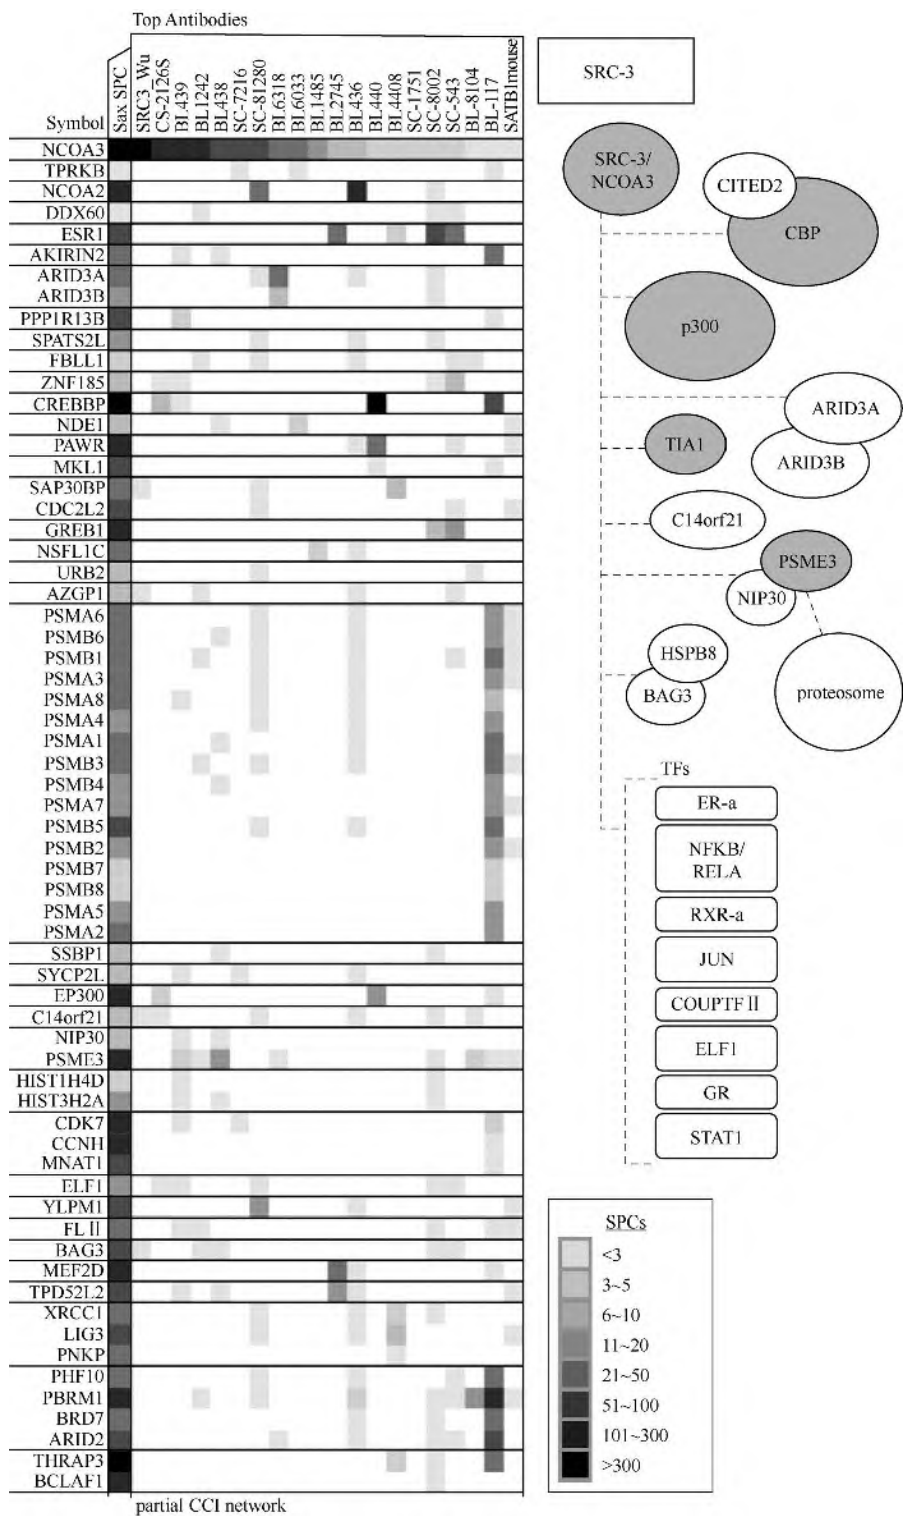 Top Antibodies
Symbol
Sax SPC
SRC3_Wu
CS-2126S
BL439
BL1242
BL438
SC-7216
SC-81280
BL6318
BL6033
BL1485
BL2745
BL436
BL440
BL4408
SC-1751
SC-8002
SC-543
BL-8104
BL-117
SATB1mouse
NCOA3
TPRKB
NCOA2
DDX60
ESR1
AKIRIN2
ARID3A
ARID3B
PPP1R13B
SPATS2L
FBLL1
ZNF185
CREBBP
NDE1
PAWR
MKL1
SAP30BP
CDC2L2
GREB1
NSFL1C
URB2
AZGP1
PSMA6
PSMB6
PSMB1
PSMA3
PSMA8
PSMA4
PSMA1
PSMB3
PSMB4
PSMA7
PSMB5
PSMB2
PSMB7
PSMB8
PSMA5
PSMA2
SSBP1
SYCP2L
EP300
C14orf21
NIP30
PSME3
HIST1H4D
HIST3H2A
CDK7
CCNH
MNAT1
ELF1
YLPM1
FLⅡ
BAG3
MEF2D
TPD52L2
XRCC1
LIG3
PNKP
PHF10
PBRM1
BRD7
ARID2
THRAP3
BCLAF1
partial CCI network
SRC-3
SRC-3/
NCOA3
CITED2
CBP
p300
ARID3A
TIA1
ARID3B
C14orf21
PSME3
NIP30
HSPB8
BAG3
proteosome
TFs
ER-a
NFKB/
RELA
RXR-a
JUN
COUPTFⅡ
ELF1
GR
STAT1
SPCs
<3
3~5
6~10
11~20
21~50
51~100
101~300
>300